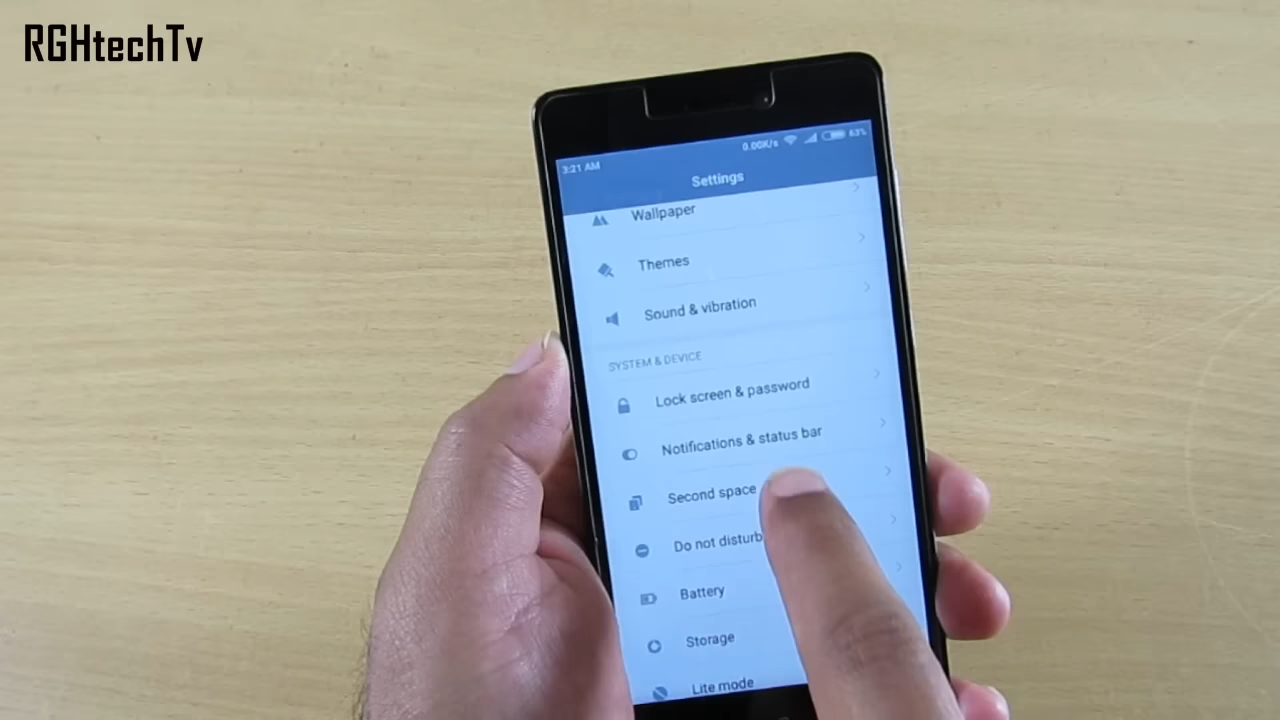 RGHtechTv
3:21 AM
0.00K/s
63%
Settings
Wallpaper
Themes
Sound & vibration
SYSTEM & DEVICE
Lock screen & password
Notifications & status bar
Second space
Do not disturb
Battery
Storage
Lite mode